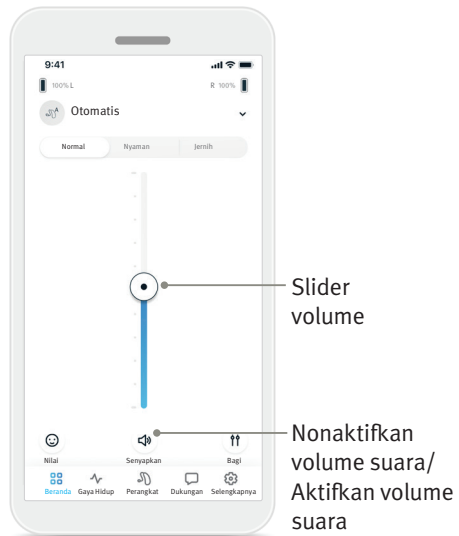 9:41
100% L
R 100%
Otomatis
Normal Nyaman Jernih
Slider
volume
Nonaktifkan
volume suara/
Aktifkan volume
suara
Nilai Senyapkan Bagi
Beranda Gaya Hidup Perangkat Dukungan Selengkapnya